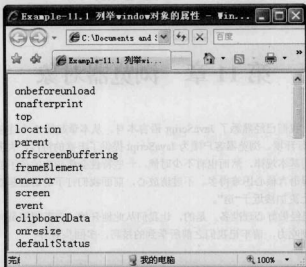 Example-11.1 列举window对象的属性 - Win...
C:\Documents and S
百度
Example-11.1 列举wi...
onbeforeunload
onafterprint
top
location
parent
offscreenBuffering
frameElement
onerror
screen
event
clipboardData
onresize
defaultStatus
完
我的电脑
100%